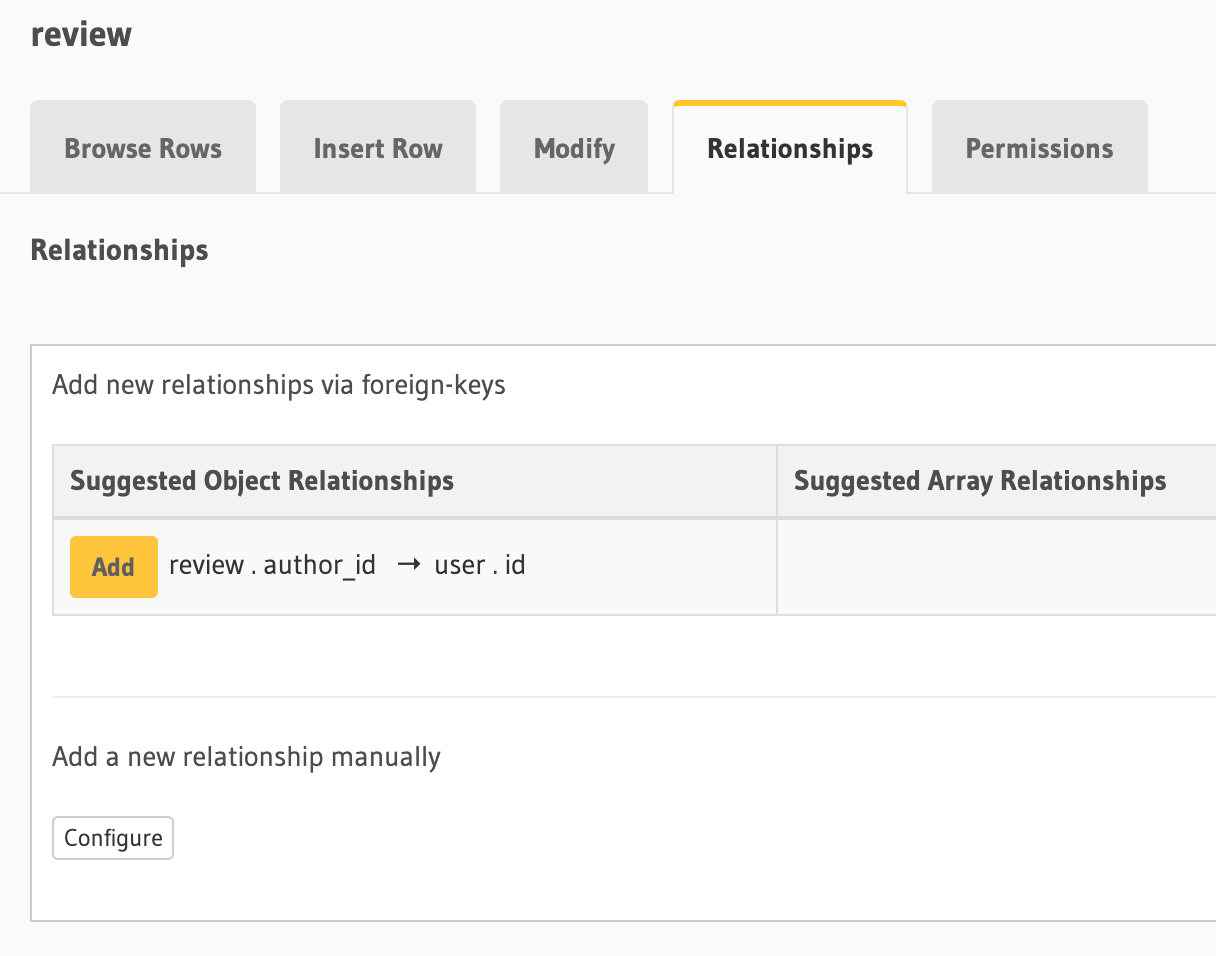 review
Browse Rows Insert Row Modify Relationships Permissions
Relationships
Add new relationships via foreign-keys
Suggested Object Relationships Suggested Array Relationships
Add review . author_id → user . id
Add a new relationship manually
Configure